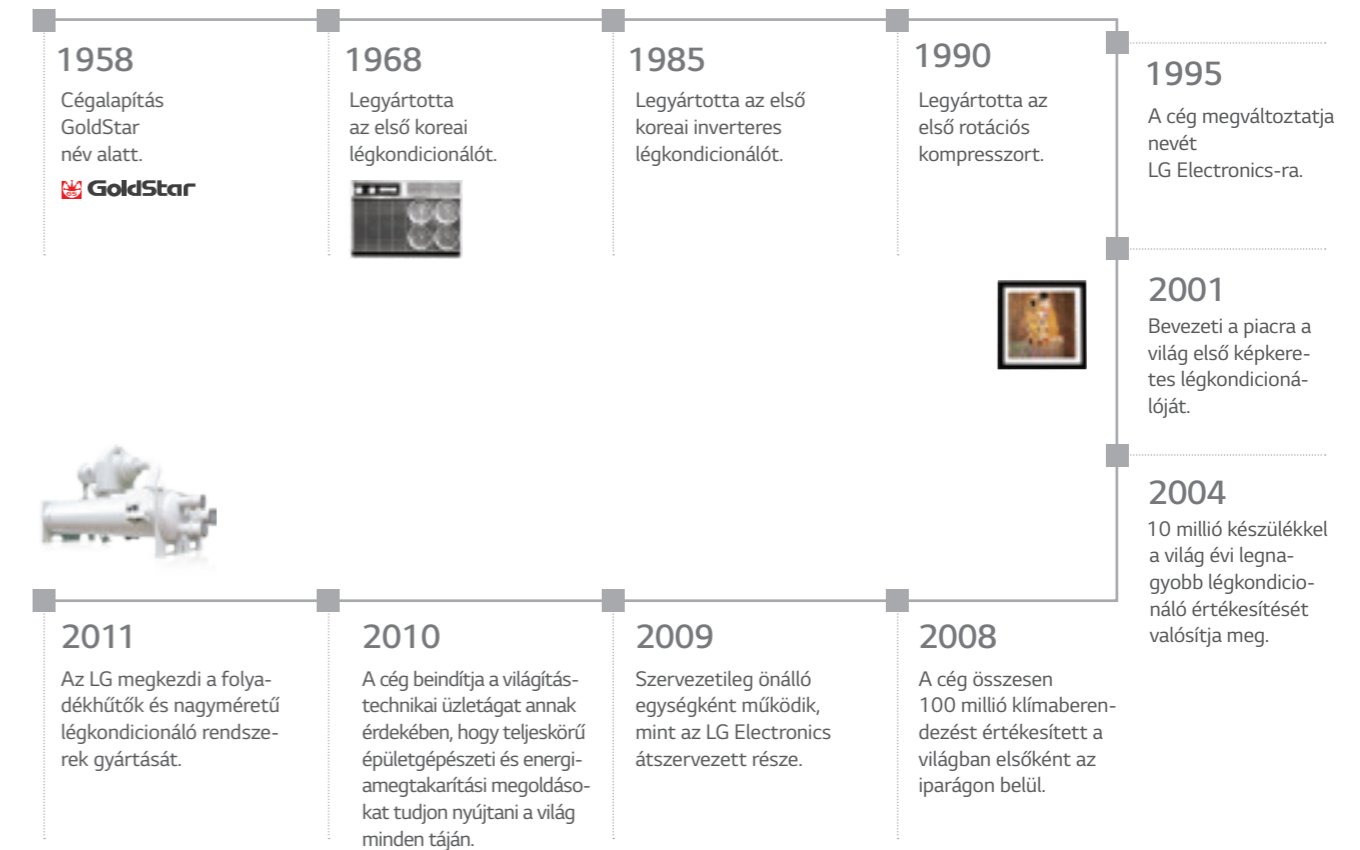 1958
Cégalapítás
GoldStar
név alatt.
GoldStar
1968
Legyártotta
az első koreai
légkondicionálót.
1985
Legyártotta az első
koreai inverteres
légkondicionálót.
1990
Legyártotta az
első rotációs
kompresszort.
1995
A cég megváltoztatja
nevét
LG Electronics-ra.
2001
Bevezeti a piacra a
világ első képkere-
tes légkondicioná-
lóját.
2004
10 millió készülékkel
a világ évi legna-
gyobb légkondicio-
náló értékesítését
valósítja meg.
2008
A cég összesen
100 millió klímaberen-
dezést értékesített a
világban elsőként az
iparágon belül.
2009
Szervezetileg önálló
egységként működik,
mint az LG Electronics
átszervezett része.
2010
A cég beindítja a világítás-
technikai üzletágat annak
érdekében, hogy teljeskörű
épületgépészeti és energi-
amegtakarítási megoldáso-
kat tudjon nyújtani a világ
minden táján.
2011
Az LG megkezdi a folya-
dékhűtők és nagyméretű
légkondicionáló rendsze-
rek gyártását.